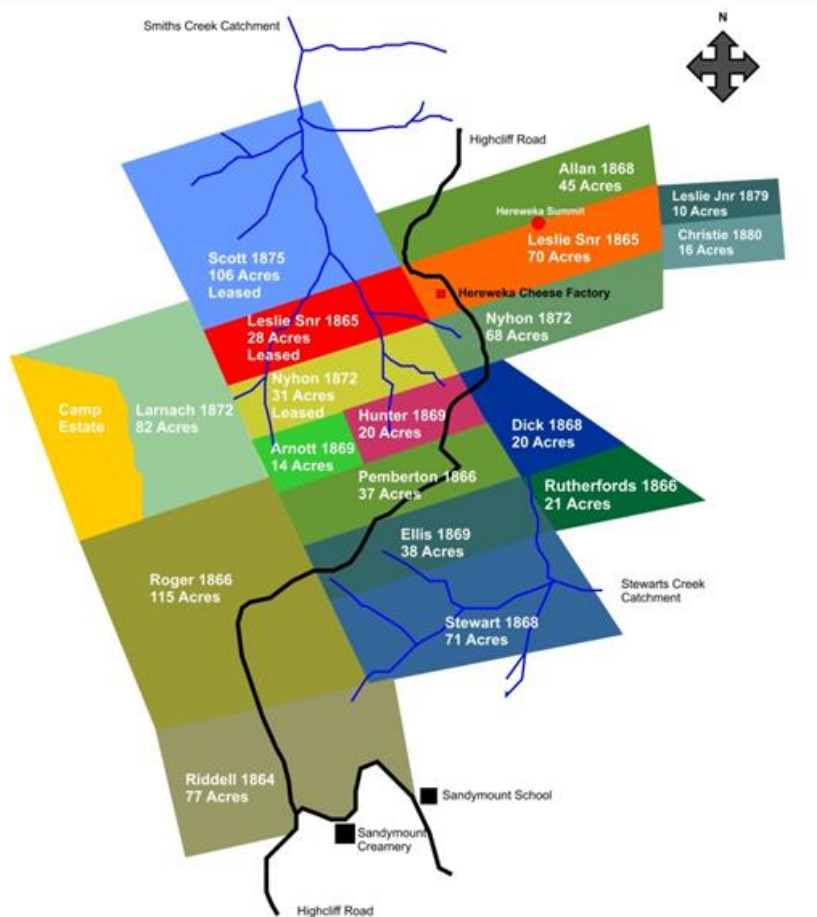 Smiths Creek Catchment
N
Highcliff Road
Allan 1868
45 Acres
Leslie Jnr 1879
10 Acres
Hereweka Summit
Christie 1880
16 Acres
Leslie Snr 1865
70 Acres
Scott 1875
106 Acres
Leased
Hereweka Cheese Factory
Leslie Snr 1865
28 Acres
Leased
Nyhon 1872
68 Acres
Nyhon 1872
31 Acres
Leased
Camp
Estate
Larnach 1872
82 Acres
Hunter 1869
20 Acres
Dick 1868
20 Acres
Arnott 1869
14 Acres
Pemberton 1866
37 Acres
Rutherfords 1866
21 Acres
Ellis 1869
38 Acres
Roger 1866
115 Acres
Stewarts Creek
Catchment
Stewart 1868
71 Acres
Riddell 1864
77 Acres
Sandymount School
Sandymount
Creamery
Highcliff Road